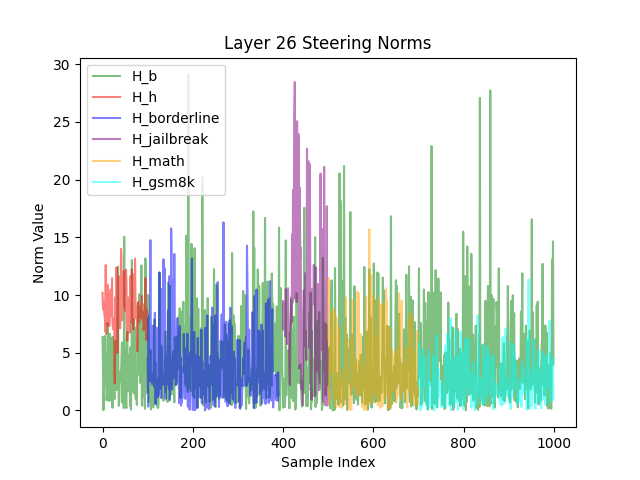 Layer 26 Steering Norms
30
25
20
15
10
5
0
Norm Value
H_b
H_h
H_borderline
H_jailbreak
H_math
H_gsm8k
0 200 400 600 800 1000
Sample Index